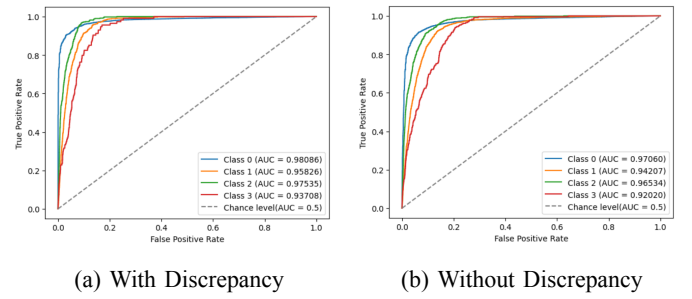 1.0
0.8
0.6
0.4
0.2
0.0
True Positive Rate
0.0 0.2 0.4 0.6 0.8 1.0
False Positive Rate
Class 0 (AUC = 0.98086)
Class 1 (AUC = 0.95826)
Class 2 (AUC = 0.97535)
Class 3 (AUC = 0.93708)
Chance level(AUC = 0.5)
(a) With Discrepancy
1.0
0.8
0.6
0.4
0.2
0.0
True Positive Rate
0.0 0.2 0.4 0.6 0.8 1.0
False Positive Rate
Class 0 (AUC = 0.97060)
Class 1 (AUC = 0.94207)
Class 2 (AUC = 0.96534)
Class 3 (AUC = 0.92020)
Chance level(AUC = 0.5)
(b) Without Discrepancy